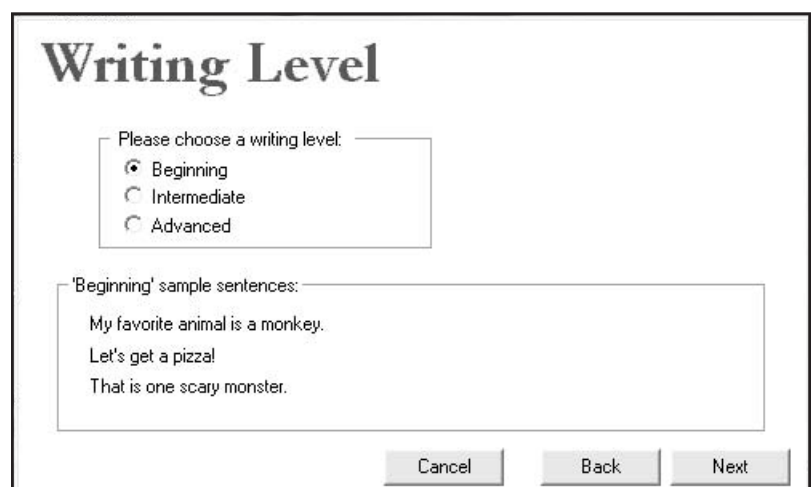 Writing Level
Please choose a writing level:
Beginning
Intermediate
Advanced
'Beginning' sample sentences:
My favorite animal is a monkey.
Let's get a pizza!
That is one scary monster.
Cancel Back Next